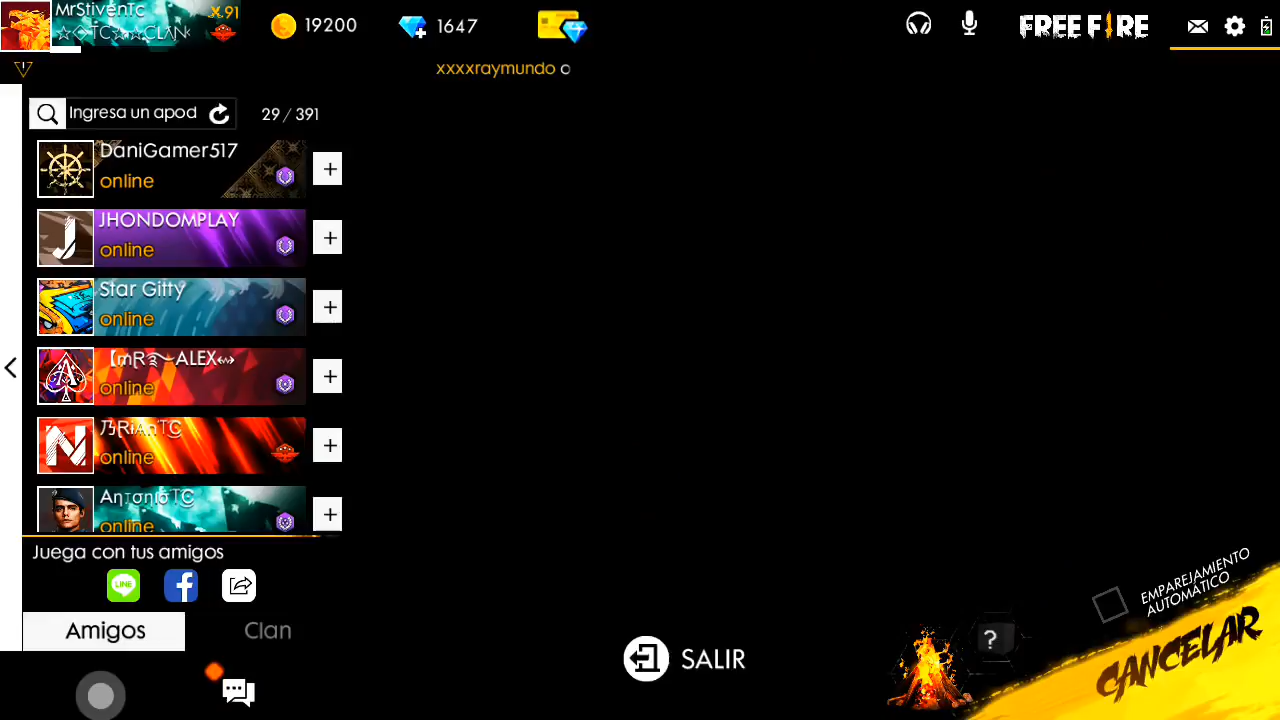 MrStivenTc
X.91
19200
1647
FREE FIRE
xxxxraymundo
Ingresa un apod
29 / 391
DaniGamer517
online
JHONDOMPLAY
online
Star Gitty
online
ALEX
online
online
online
Juega con tus amigos
LINE
Amigos
Clan
SALIR
?
EMPAREJAMIENTO
AUTOMÁTICO
CANCELAR